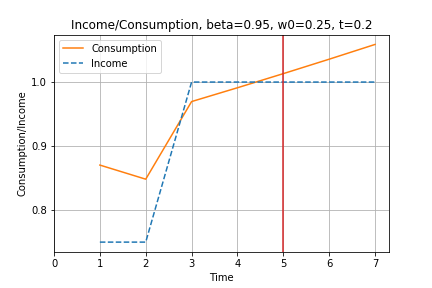 Income/Consumption, beta=0.95, w0=0.25, t=0.2
Consumption
Income
Consumption/Income
1.0
0.9
0.8
0 1 2 3 4 5 6 7
Time